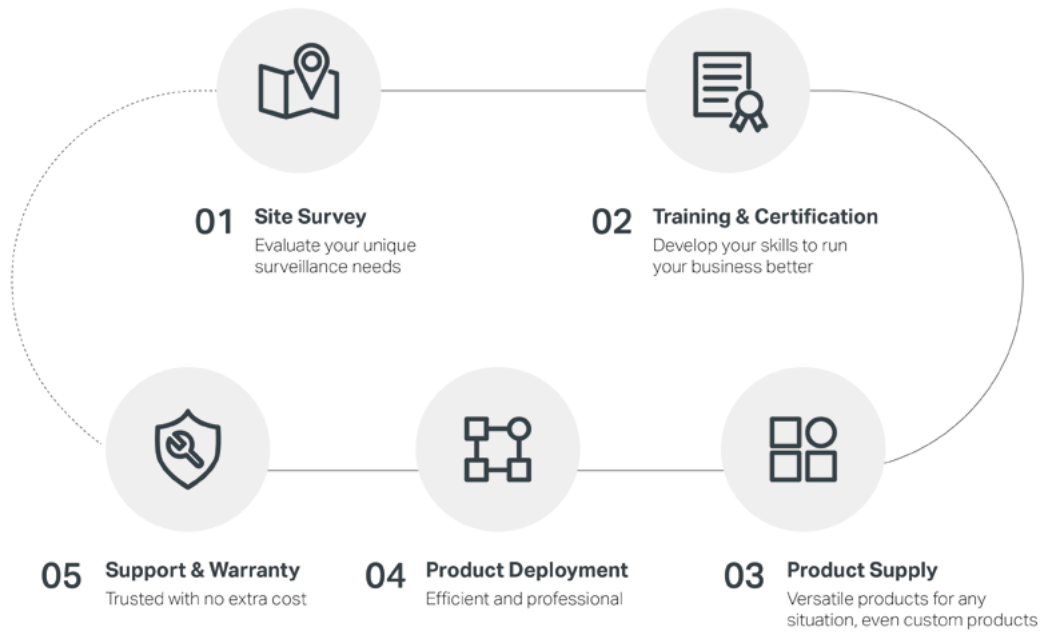 01 Site Survey
Evaluate your unique
surveillance needs
02 Training & Certification
Develop your skills to run
your business better
03 Product Supply
Versatile products for any
situation, even custom products
04 Product Deployment
Efficient and professional
05 Support & Warranty
Trusted with no extra cost